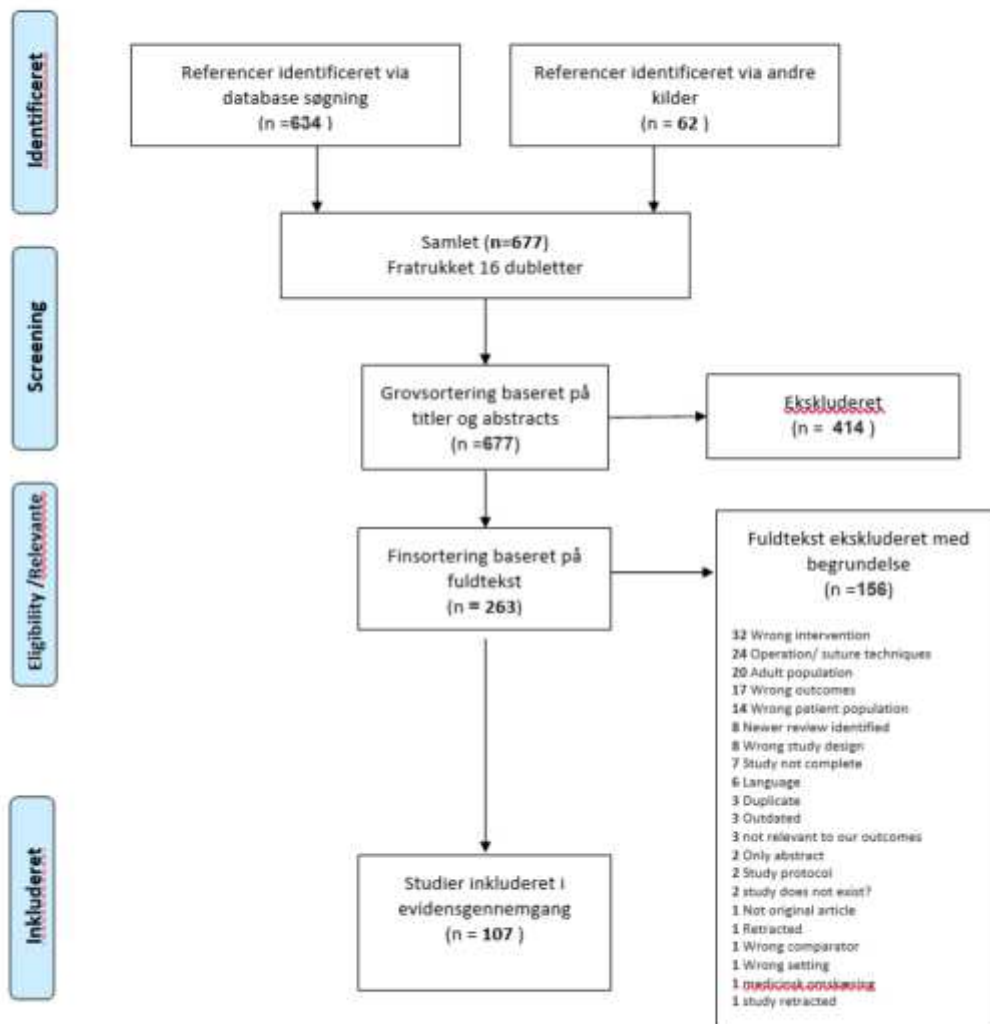 Identificeret
Referencer identificeret via
database søgning
(n =634 )
Referencer identificeret via andre
kilder
(n = 62 )
Samlet (n=677)
Fratrukket 16 dubletter
Screening
Grovsortering baseret på
titler og abstracts
(n =677)
Ekskluderet
(n = 414 )
Eligibility /Relevante
Finsortering baseret på
fuldtekst
(n = 263)
Fuldtekst ekskluderet med
begrundelse
(n =156)
32 Wrong intervention
24 Operation/ suture techniques
20 Adult population
17 Wrong outcomes
14 Wrong patient population
8 Newer review identified
8 Wrong study design
7 Study not complete
6 Language
3 Duplicate
3 Outdated
3 not relevant to our outcomes
2 Only abstract
2 Study protocol
2 study does not exist?
1 Not original article
1 Retracted
1 Wrong comparator
1 Wrong setting
1 medicinsk omskæsing
1 study retracted
Inkluderet
Studier inkluderet i
evidensgennemgang
(n = 107 )